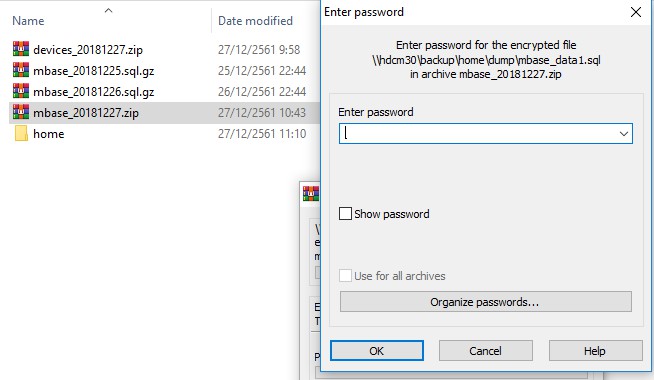 Name
Date modified
devices_20181227.zip
27/12/2561 9:58
mbase_20181225.sql.gz
25/12/2561 22:44
mbase_20181226.sql.gz
26/12/2561 22:44
mbase_20181227.zip
27/12/2561 10:43
home
27/12/2561 11:10
Enter password
Enter password for the encrypted file
\\hdcm30\backup\home\dump\mbase_data1.sql
in archive mbase_20181227.zip
Enter password
Show password
Use for all archives
Organize passwords...
OK
Cancel
Help